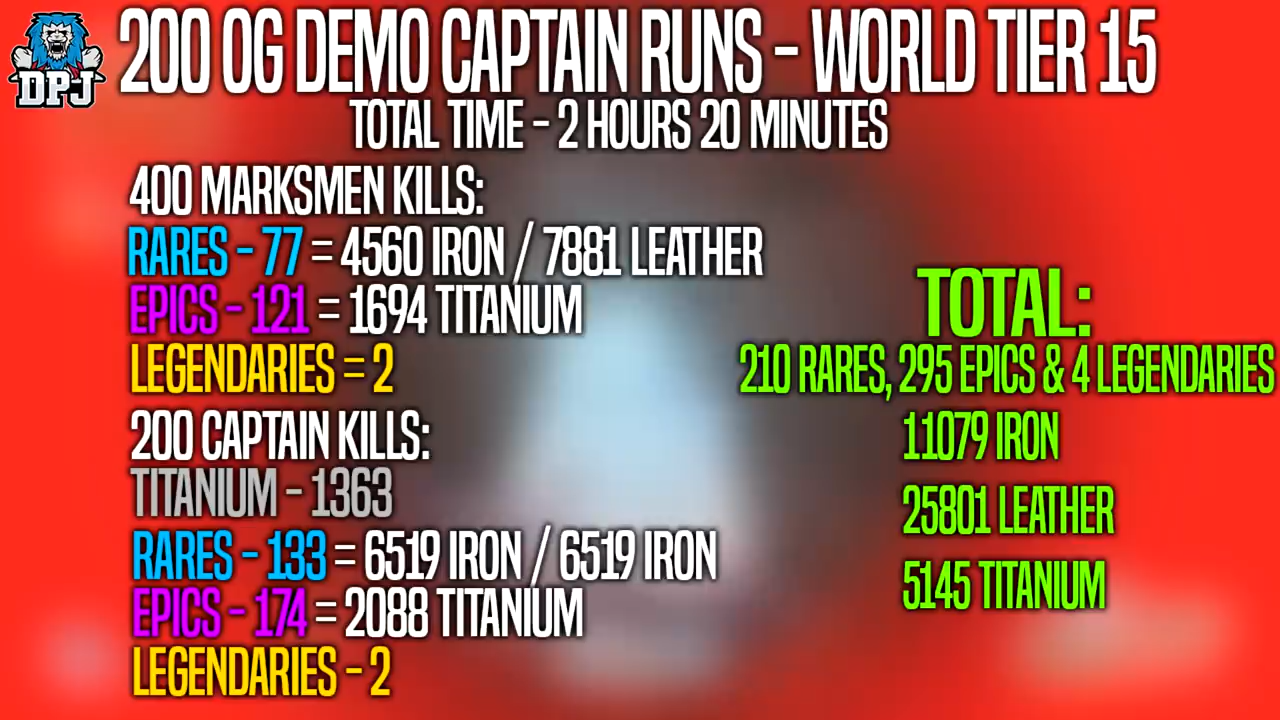 DPJ
200 OG DEMO CAPTAIN RUNS - WORLD TIER 15
TOTAL TIME - 2 HOURS 20 MINUTES
400 MARKSMEN KILLS:
RARES - 77 = 4560 IRON / 7881 LEATHER
EPICS - 121 = 1694 TITANIUM
LEGENDARIES = 2
200 CAPTAIN KILLS:
TITANIUM - 1363
RARES - 133 = 6519 IRON / 6519 IRON
EPICS - 174 = 2088 TITANIUM
LEGENDARIES - 2
TOTAL:
210 RARES, 295 EPICS & 4 LEGENDARIES
11079 IRON
25801 LEATHER
5145 TITANIUM